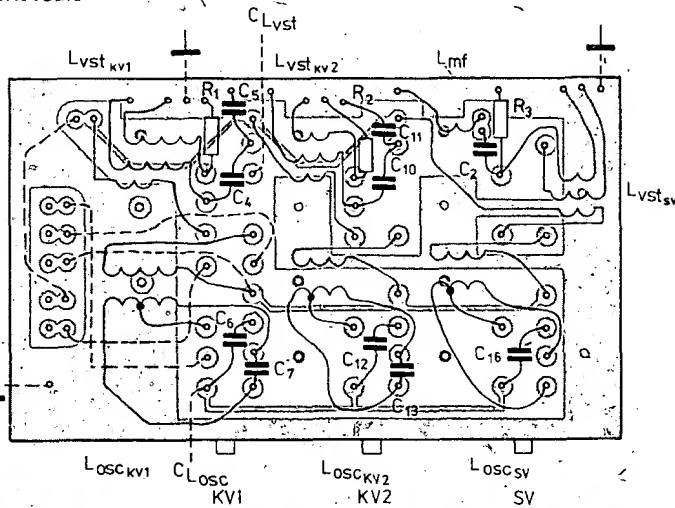 C Lvst
Lvst KV1
Lvst KV2
Lmf
R1
C5
R2
C11
R3
C4
C10
C2
Lvst SV
C6
C7
C12
C13
C16
Losc KV1
C Losc
Losc KV2
Losc SV
KV1
KV2
SV